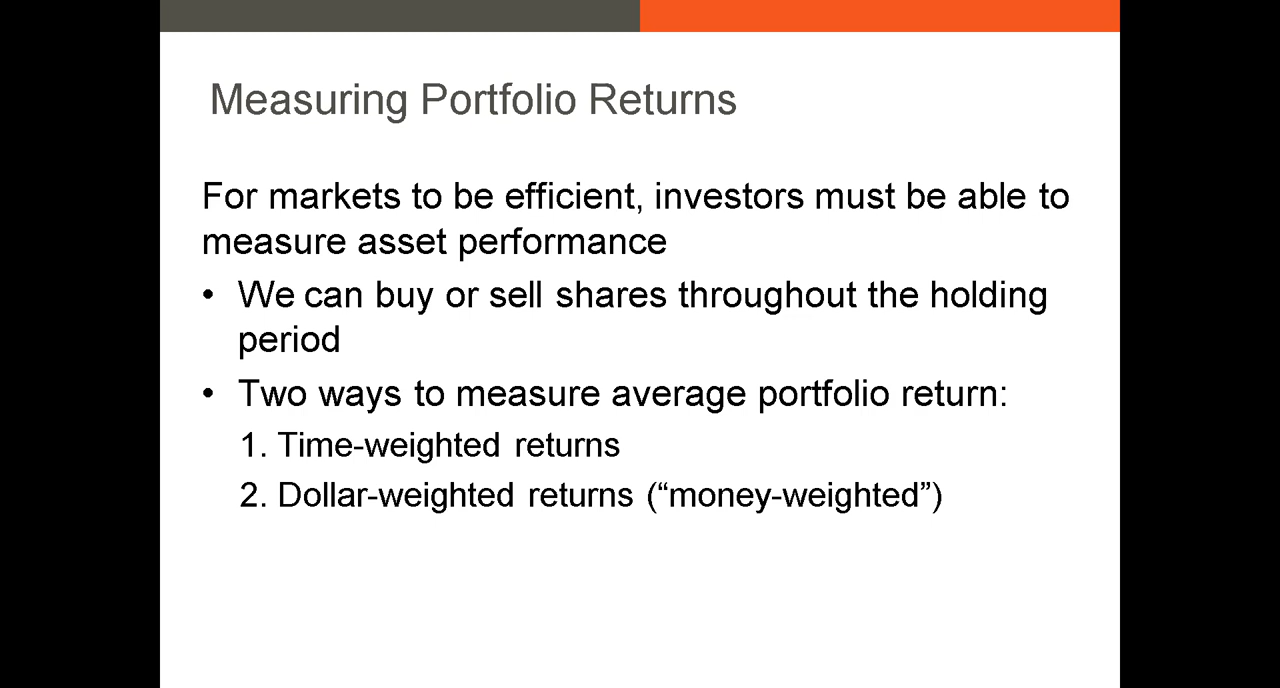 Measuring Portfolio Returns
For markets to be efficient, investors must be able to
measure asset performance
• We can buy or sell shares throughout the holding
period
• Two ways to measure average portfolio return:
1. Time-weighted returns
2. Dollar-weighted returns (“money-weighted”)